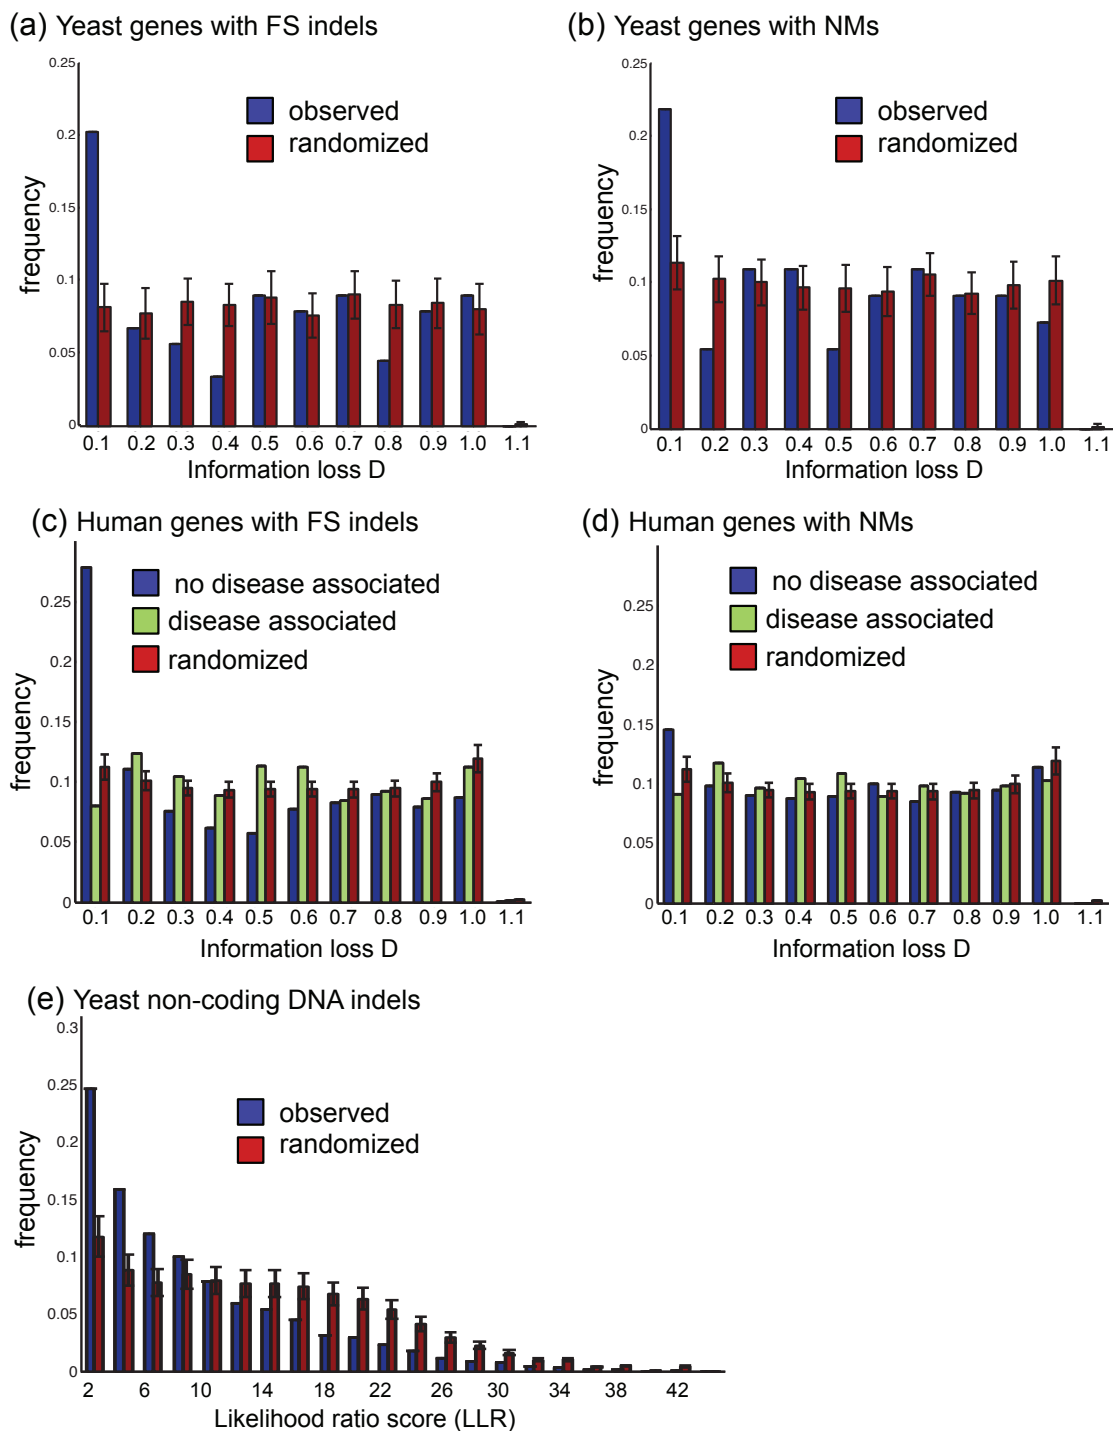 (a) Yeast genes with FS indels
0.25
0.2
0.15
0.1
0.05
0
frequency
observed
randomized
0.1 0.2 0.3 0.4 0.5 0.6 0.7 0.8 0.9 1.0 1.1
Information loss D
(b) Yeast genes with NMs
0.25
0.2
0.15
0.1
0.05
0
frequency
observed
randomized
0.1 0.2 0.3 0.4 0.5 0.6 0.7 0.8 0.9 1.0 1.1
Information loss D
(c) Human genes with FS indels
0.25
0.2
0.15
0.1
0.05
0
frequency
no disease associated
disease associated
randomized
0.1 0.2 0.3 0.4 0.5 0.6 0.7 0.8 0.9 1.0 1.1
Information loss D
(d) Human genes with NMs
0.25
0.2
0.15
0.1
0.05
0
frequency
no disease associated
disease associated
randomized
0.1 0.2 0.3 0.4 0.5 0.6 0.7 0.8 0.9 1.0 1.1
Information loss D
(e) Yeast non-coding DNA indels
0.3
0.25
0.2
0.15
0.1
0.05
0
frequency
observed
randomized
2 6 10 14 18 22 26 30 34 38 42
Likelihood ratio score (LLR)